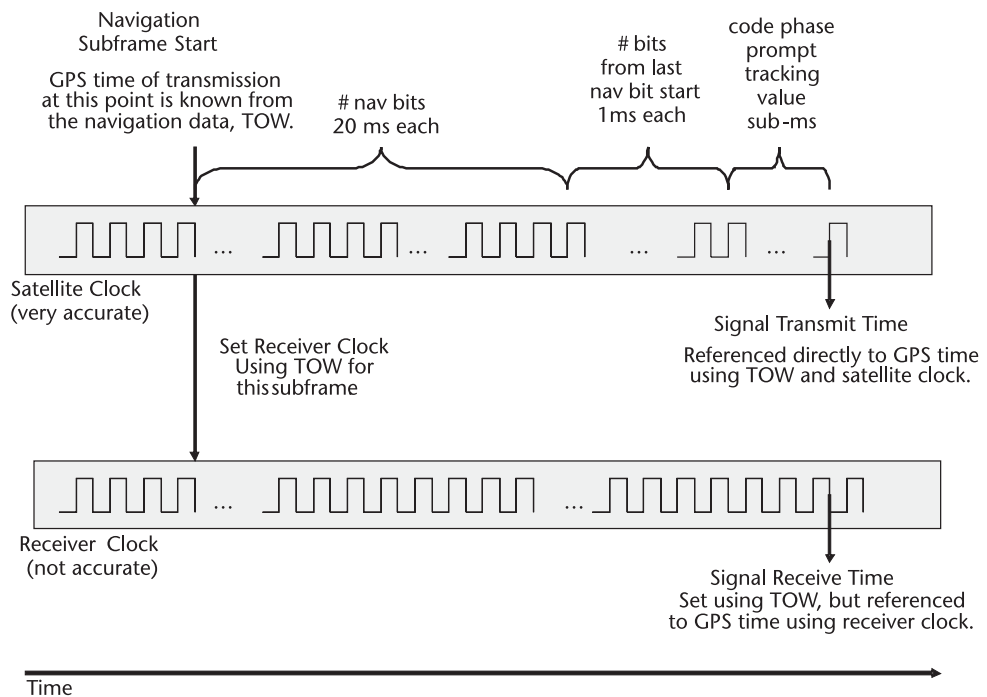 Navigation
Subframe Start
GPS time of transmission
at this point is known from
the navigation data, TOW.
# nav bits
20 ms each
# bits
from last
nav bit start
1ms each
code phase
prompt
tracking
value
sub-ms
...
...
...
...
Satellite Clock
(very accurate)
Set Receiver Clock
Using TOW for
thissubframe
Signal Transmit Time
Referenced directly to GPS time
using TOW and satellite clock.
...
...
Receiver Clock
(not accurate)
Signal Receive Time
Set using TOW, but referenced
to GPS time using receiver clock.
Time